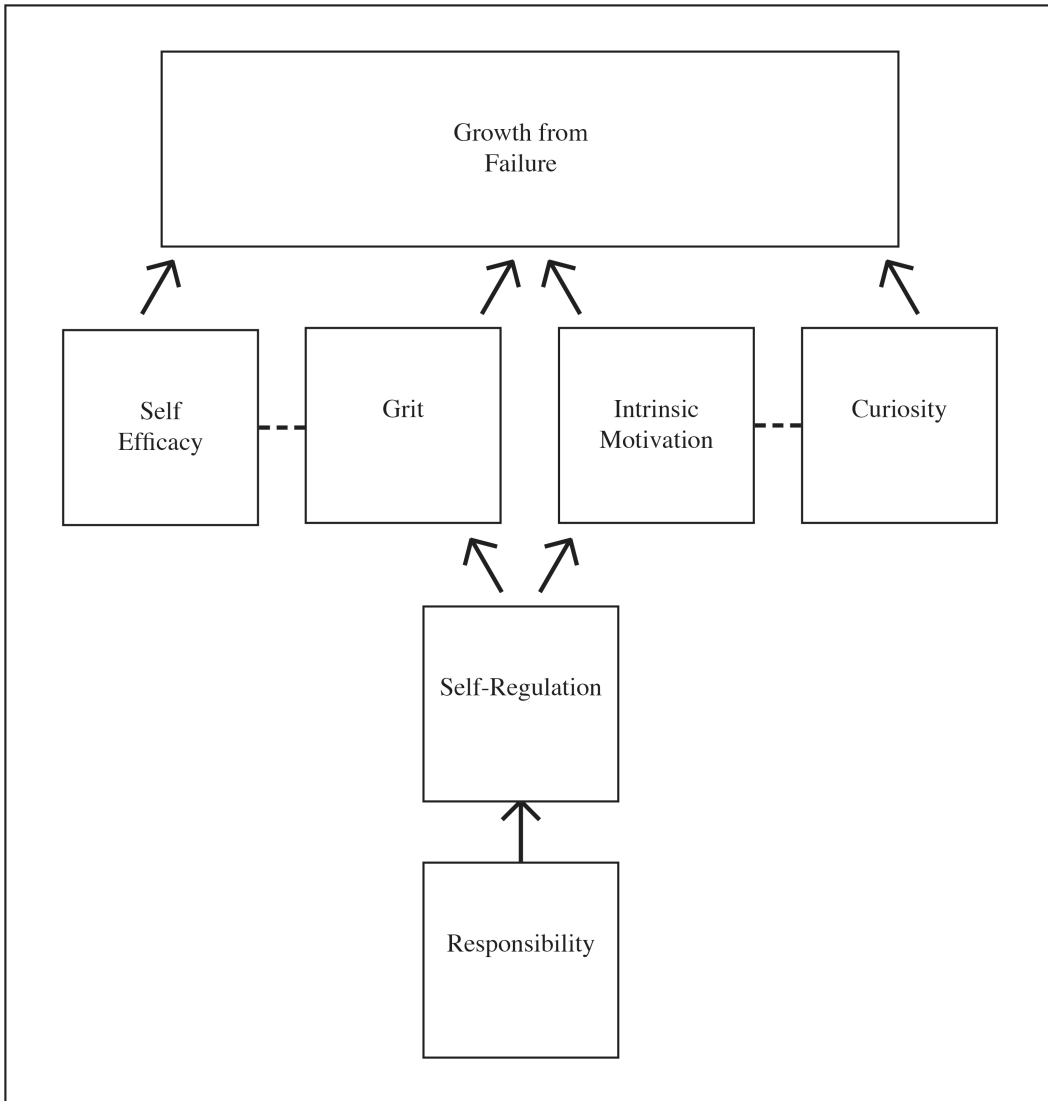 Growth from
Failure
Self
Efficacy
Grit
Intrinsic
Motivation
Curiosity
Self-Regulation
Responsibility